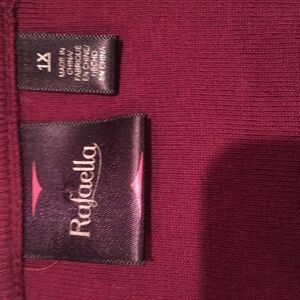 1X
MADE IN
CHINA/
FABRIQUÉ
EN CHINE/
HECHO
EN CHINA
Rafaella